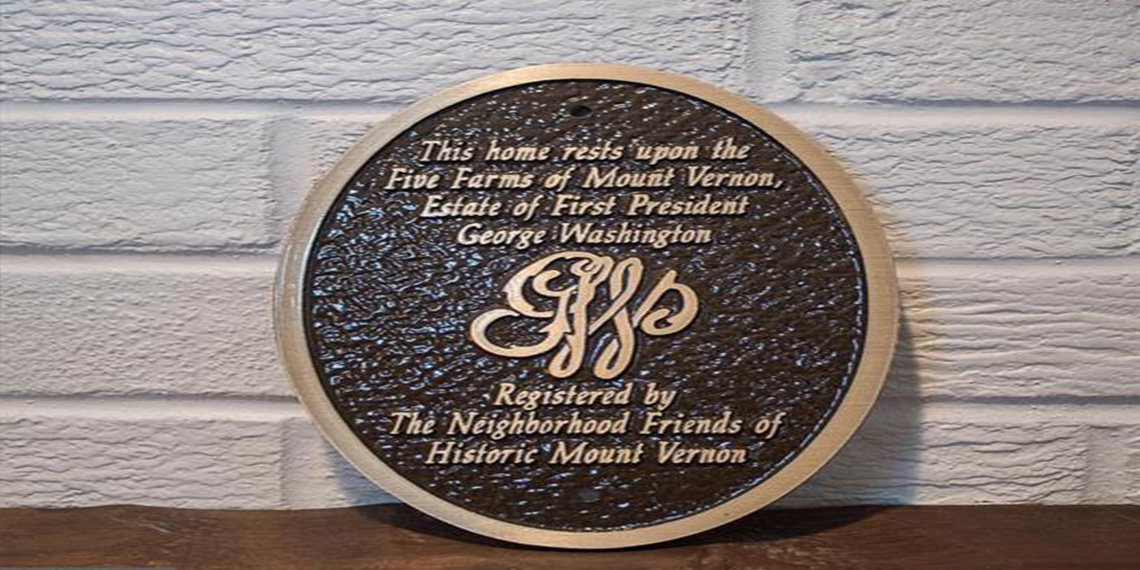 This home rests upon the
Five Farms of Mount Vernon,
Estate of First President
George Washington
Registered by
The Neighborhood Friends of
Historic Mount Vernon